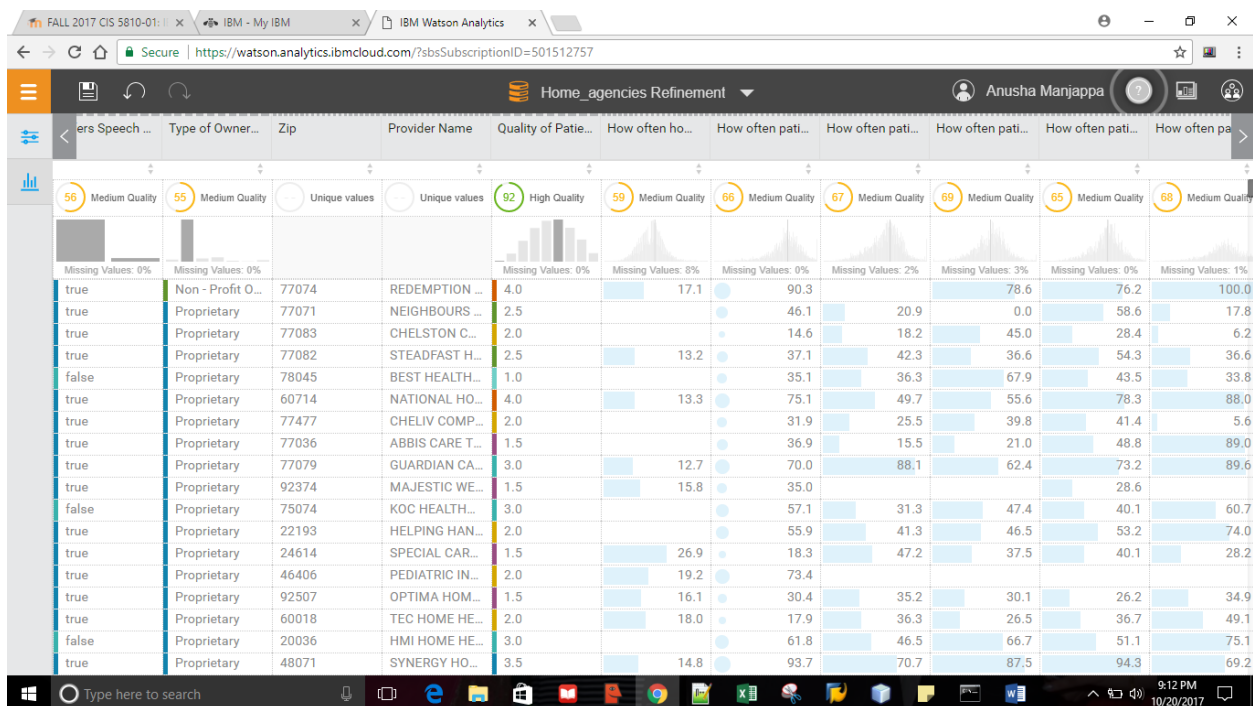 FALL 2017 CIS 5810-01: IBM - My IBM IBM Watson Analytics
Secure https://watson.analytics.ibmcloud.com/?sbsSubscriptionID=501512757
Home_agencies Refinement Anusha Manjappa ?
ers Speech ... Type of Owner... Zip Provider Name Quality of Patie... How often ho... How often pati... How often pati... How often pati... How often pati... How often pa
56 Medium Quality 55 Medium Quality -- Unique values -- Unique values 92 High Quality 59 Medium Quality 66 Medium Quality 67 Medium Quality 69 Medium Quality 65 Medium Quality 68 Medium Quality
Missing Values: 0% Missing Values: 0% Missing Values: 0% Missing Values: 8% Missing Values: 0% Missing Values: 2% Missing Values: 3% Missing Values: 0% Missing Values: 1%
true Non - Profit O... 77074 REDEMPTION ... 4.0 17.1 90.3 78.6 76.2 100.0
true Proprietary 77071 NEIGHBOURS ... 2.5 46.1 20.9 0.0 58.6 17.8
true Proprietary 77083 CHELSTON C... 2.0 14.6 18.2 45.0 28.4 6.2
true Proprietary 77082 STEADFAST H... 2.5 13.2 37.1 42.3 36.6 54.3 36.6
false Proprietary 78045 BEST HEALTH... 1.0 35.1 36.3 67.9 43.5 33.8
true Proprietary 60714 NATIONAL HO... 4.0 13.3 75.1 49.7 55.6 78.3 88.0
true Proprietary 77477 CHELIV COMP... 2.0 31.9 25.5 39.8 41.4 5.6
true Proprietary 77036 ABBIS CARE T... 1.5 36.9 15.5 21.0 48.8 89.0
true Proprietary 77079 GUARDIAN CA... 3.0 12.7 70.0 88.1 62.4 73.2 89.6
true Proprietary 92374 MAJESTIC WE... 1.5 15.8 35.0 28.6
false Proprietary 75074 KOC HEALTH... 3.0 57.1 31.3 47.4 40.1 60.7
true Proprietary 22193 HELPING HAN... 2.0 55.9 41.3 46.5 53.2 74.0
true Proprietary 24614 SPECIAL CAR... 1.5 26.9 18.3 47.2 37.5 40.1 28.2
true Proprietary 46406 PEDIATRIC IN... 2.0 19.2 73.4
true Proprietary 92507 OPTIMA HOM... 1.5 16.1 30.4 35.2 30.1 26.2 34.9
true Proprietary 60018 TEC HOME HE... 2.0 18.0 17.9 36.3 26.5 36.7 49.1
false Proprietary 20036 HMI HOME HE... 3.0 61.8 46.5 66.7 51.1 75.1
true Proprietary 48071 SYNERGY HO... 3.5 14.8 93.7 70.7 87.5 94.3 69.2
Type here to search 9:12 PM
10/20/2017